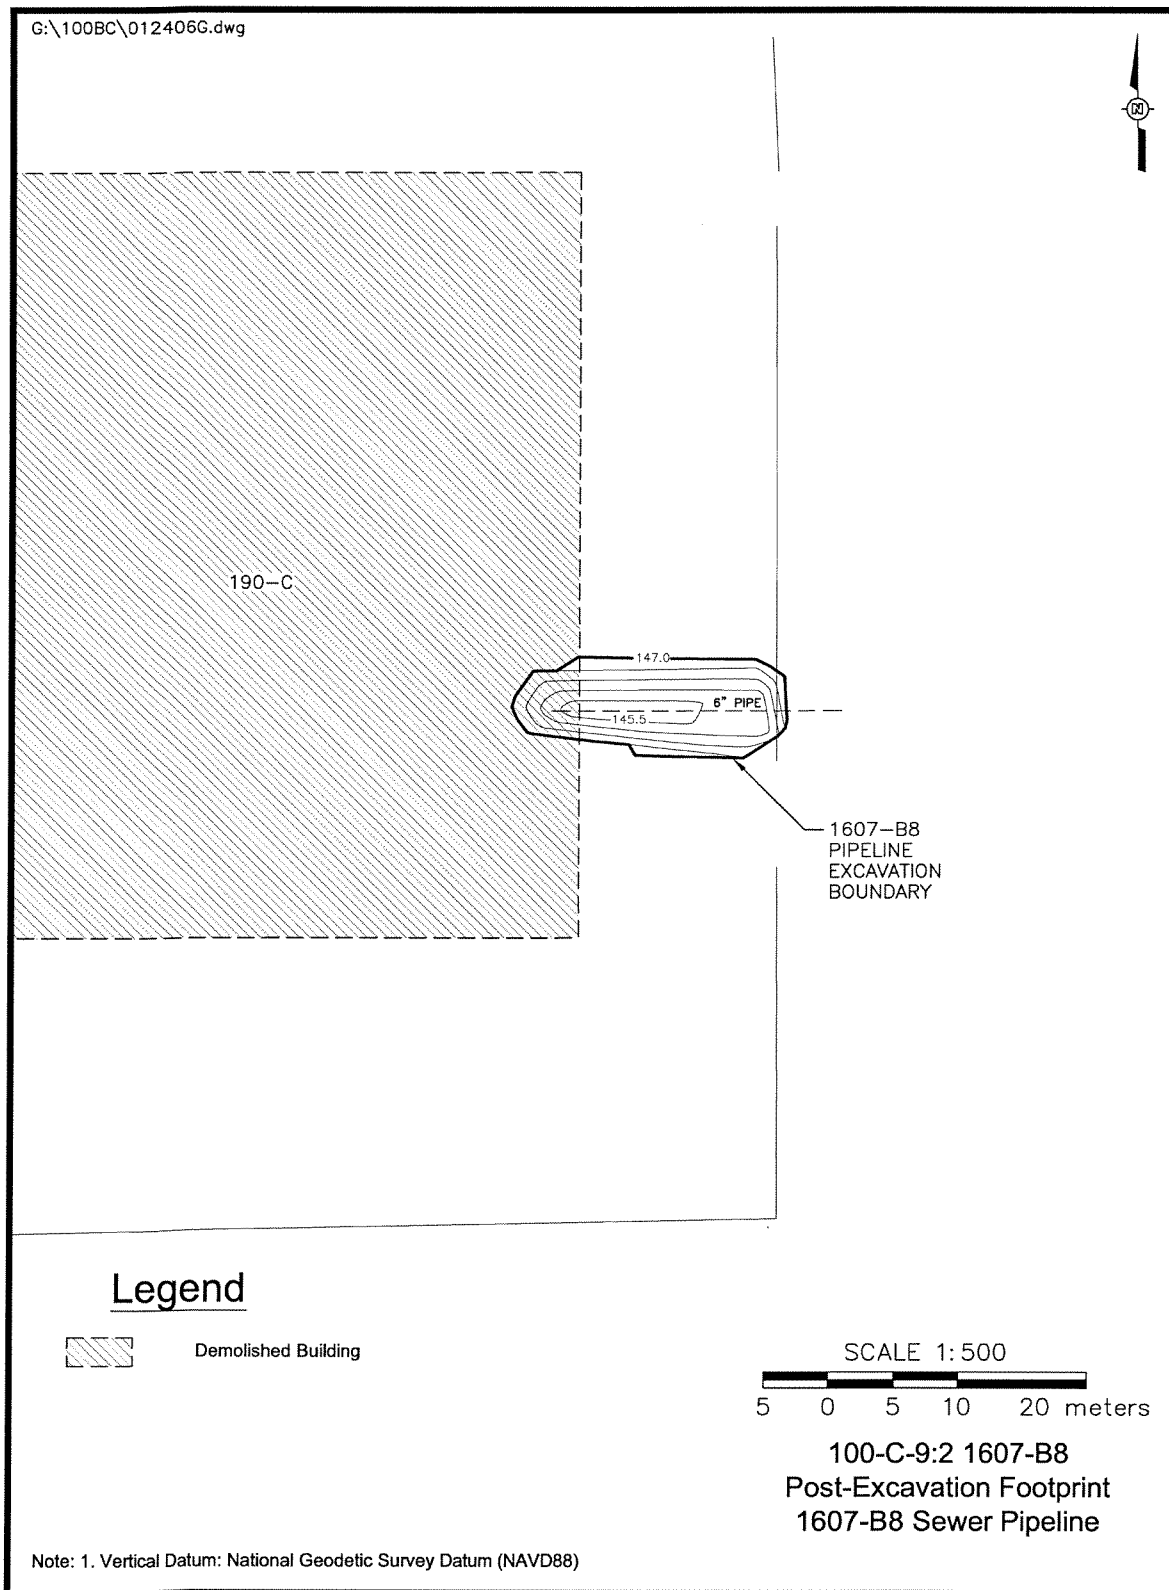 G:\100BC\012406G.dwg
N
190-C
147.0
6" PIPE
145.5
1607-B8
PIPELINE
EXCAVATION
BOUNDARY
Legend
Demolished Building
SCALE 1:500
5 0 5 10 20 meters
100-C-9:2 1607-B8
Post-Excavation Footprint
1607-B8 Sewer Pipeline
Note: 1. Vertical Datum: National Geodetic Survey Datum (NAVD88)